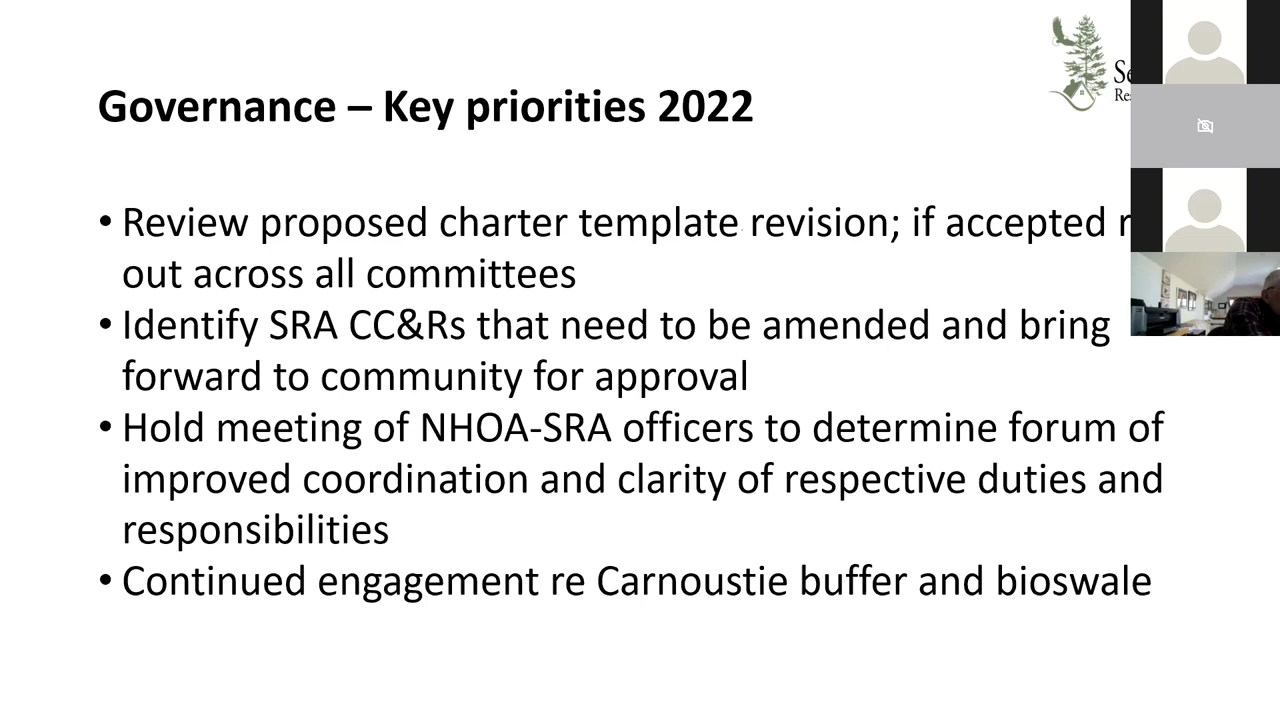 Governance – Key priorities 2022
• Review proposed charter template revision; if accepted
out across all committees
• Identify SRA CC&Rs that need to be amended and bring
forward to community for approval
• Hold meeting of NHOA-SRA officers to determine forum of
improved coordination and clarity of respective duties and
responsibilities
• Continued engagement re Carnoustie buffer and bioswale